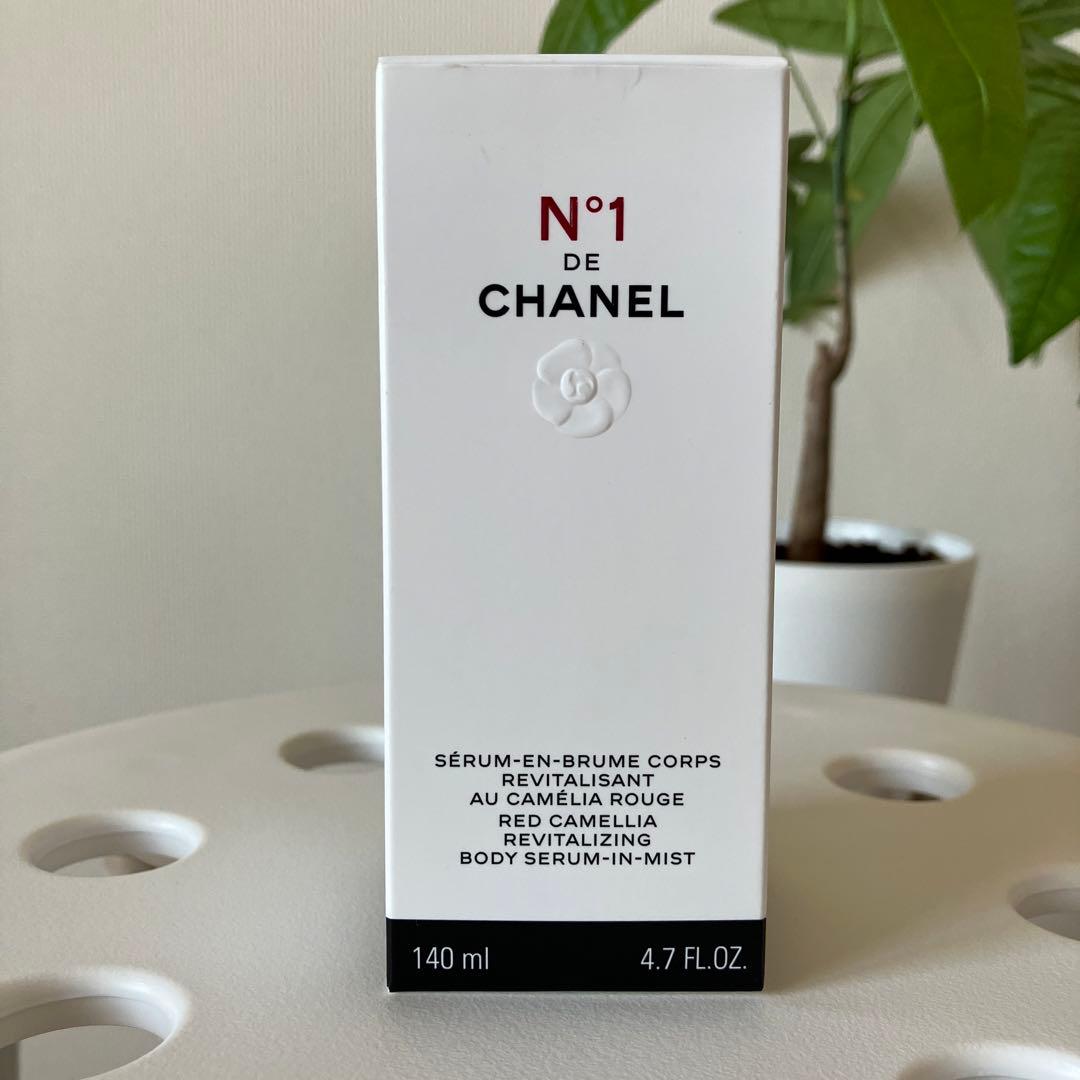 N°1
DE
CHANEL
SÉRUM-EN-BRUME CORPS
REVITALISANT
AU CAMÉLIA ROUGE
RED CAMELLIA
REVITALIZING
BODY SERUM-IN-MIST
140 ml 4.7 FL.OZ.